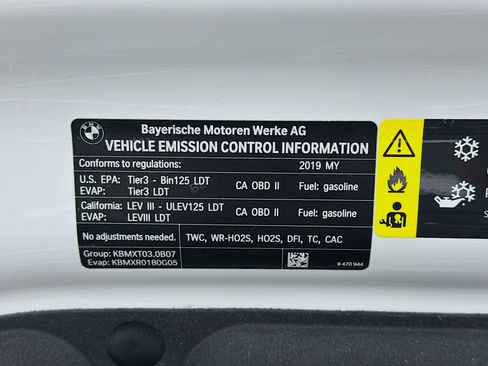 BMW
Bayerische Motoren Werke AG
VEHICLE EMISSION CONTROL INFORMATION
Conforms to regulations: 2019 MY
U.S. EPA: Tier3 - Bin125 LDT
EVAP: Tier3 LDT
CA OBD II Fuel: gasoline
California: LEV III - ULEV125 LDT
EVAP: LEVIII LDT
CA OBD II Fuel: gasoline
No adjustments needed. TWC, WR-HO2S, HO2S, DFI, TC, CAC
Group: KBMXT03.0B07
Evap: KBMXR0180G05
9 470 944